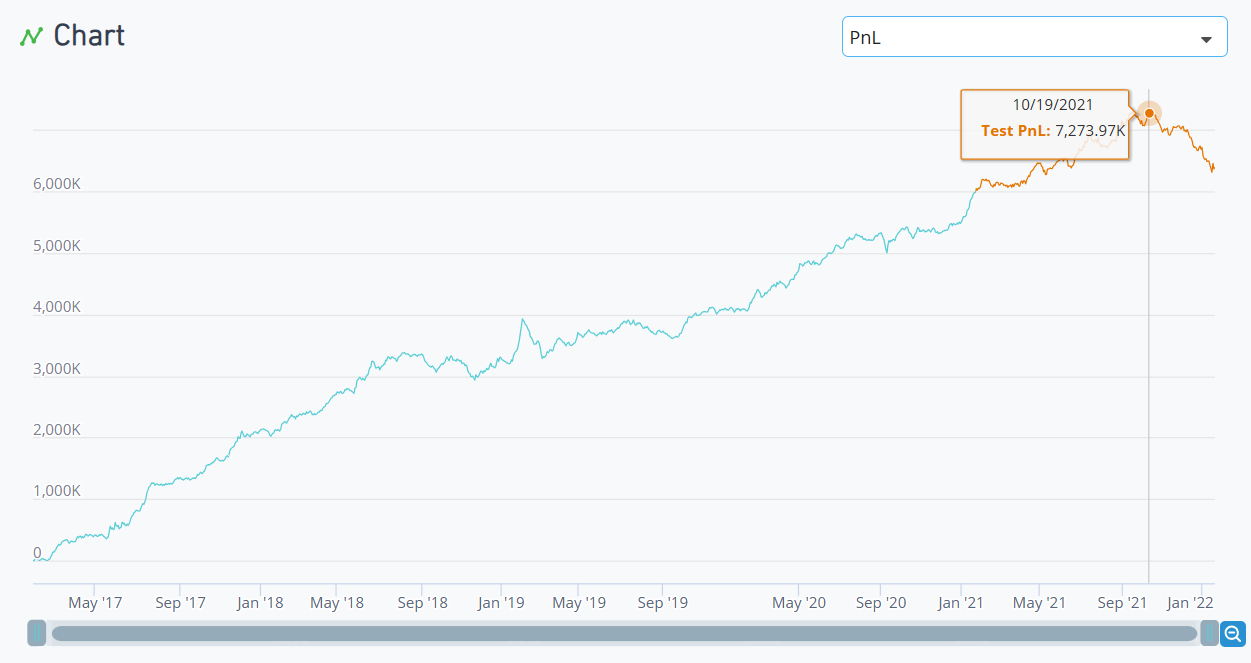 Chart
PnL
10/19/2021
Test PnL: 7,273.97K
6,000K
5,000K
4,000K
3,000K
2,000K
1,000K
0
May '17 Sep '17 Jan '18 May '18 Sep '18 Jan '19 May '19 Sep '19 May '20 Sep '20 Jan '21 May '21 Sep '21 Jan '22